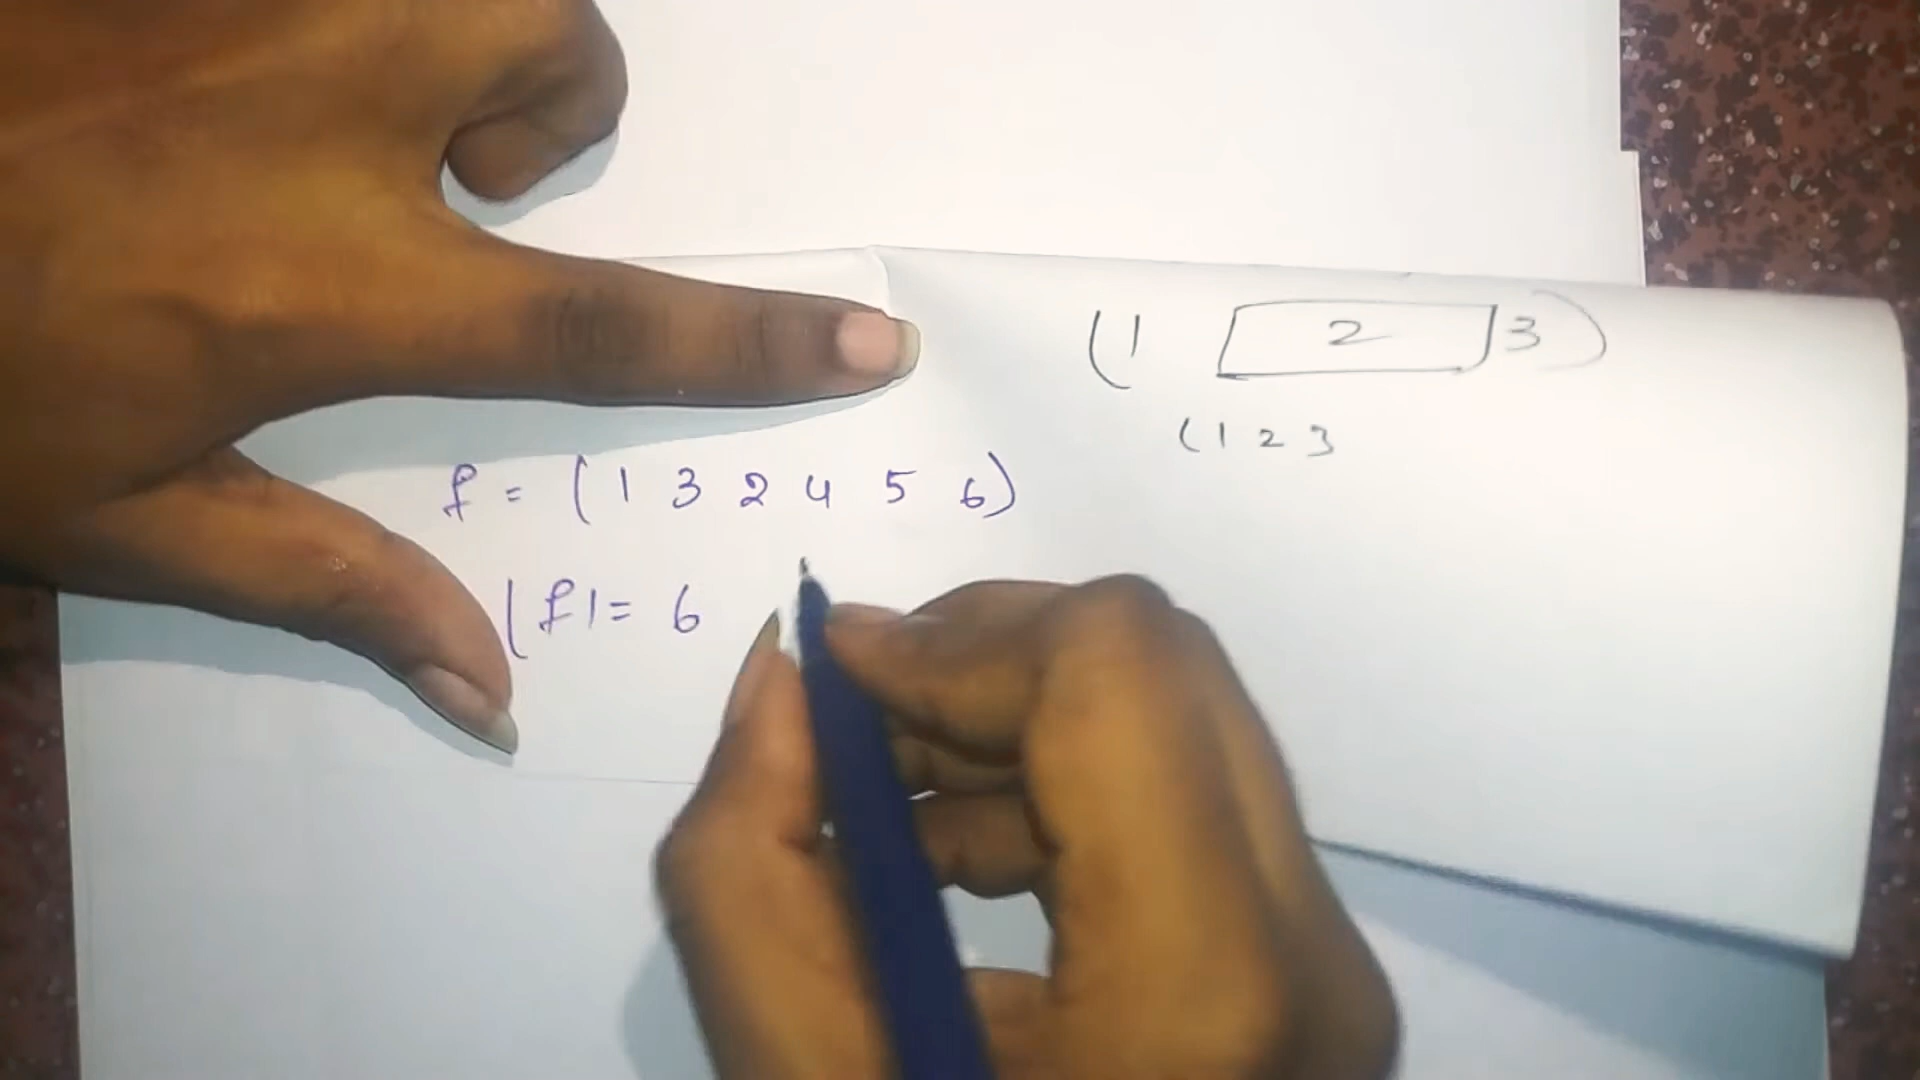 (1 2 3)
(1 2 3
f = (1 3 2 4 5 6)
|f| = 6